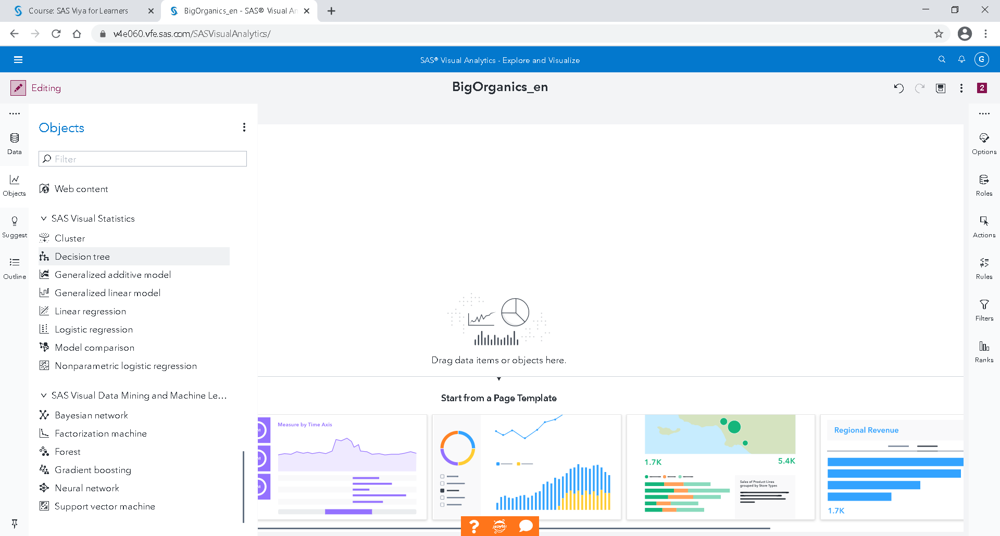 Course: SAS Viya for Learners
BigOrganics_en - SAS® Visual An
v4e060.vfe.sas.com/SASVisualAnalytics/
SAS® Visual Analytics - Explore and Visualize
G
Editing
BigOrganics_en
2
Objects
Filter
Data
Objects
Suggest
Outline
Web content
SAS Visual Statistics
Cluster
Decision tree
Generalized additive model
Generalized linear model
Linear regression
Logistic regression
Model comparison
Nonparametric logistic regression
SAS Visual Data Mining and Machine Le...
Bayesian network
Factorization machine
Forest
Gradient boosting
Neural network
Support vector machine
Drag data items or objects here.
Start from a Page Template
Measure by Time Axis
M
M
M
1.7K
5.4K
Sales of Product Lines
grouped by Store Types
Regional Revenue
1.7K
? jupyter
Options
Roles
Actions
Rules
Filters
Ranks